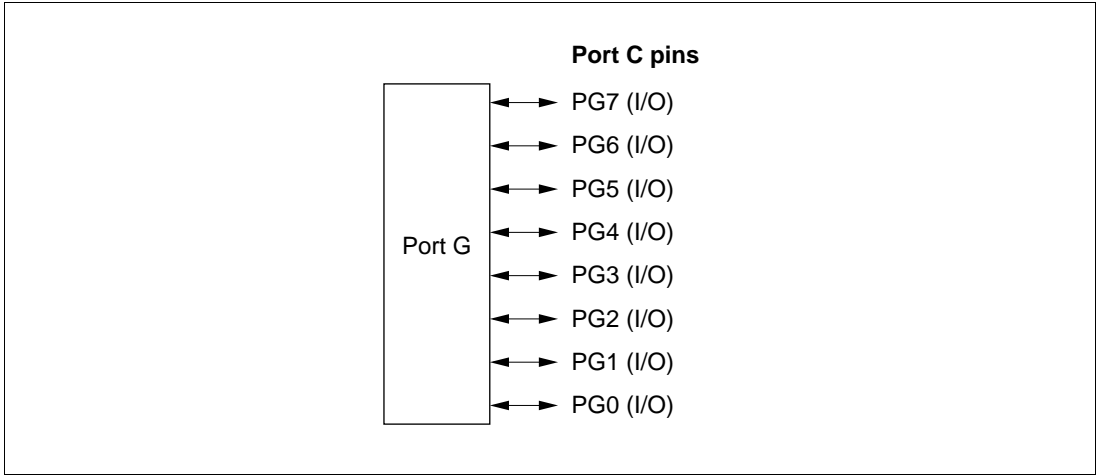 Port C pins
PG7 (I/O)
PG6 (I/O)
PG5 (I/O)
PG4 (I/O)
Port G
PG3 (I/O)
PG2 (I/O)
PG1 (I/O)
PG0 (I/O)